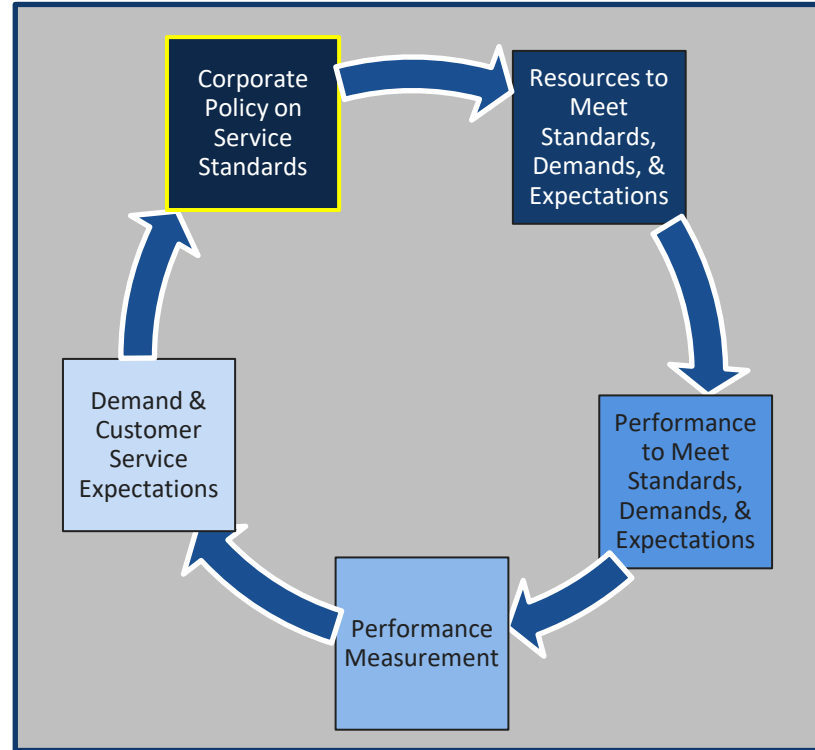 Corporate
Policy on
Service
Standards
Resources to
Meet
Standards,
Demands, &
Expectations
Performance
to Meet
Standards,
Demands, &
Expectations
Performance
Measurement
Demand &
Customer
Service
Expectations